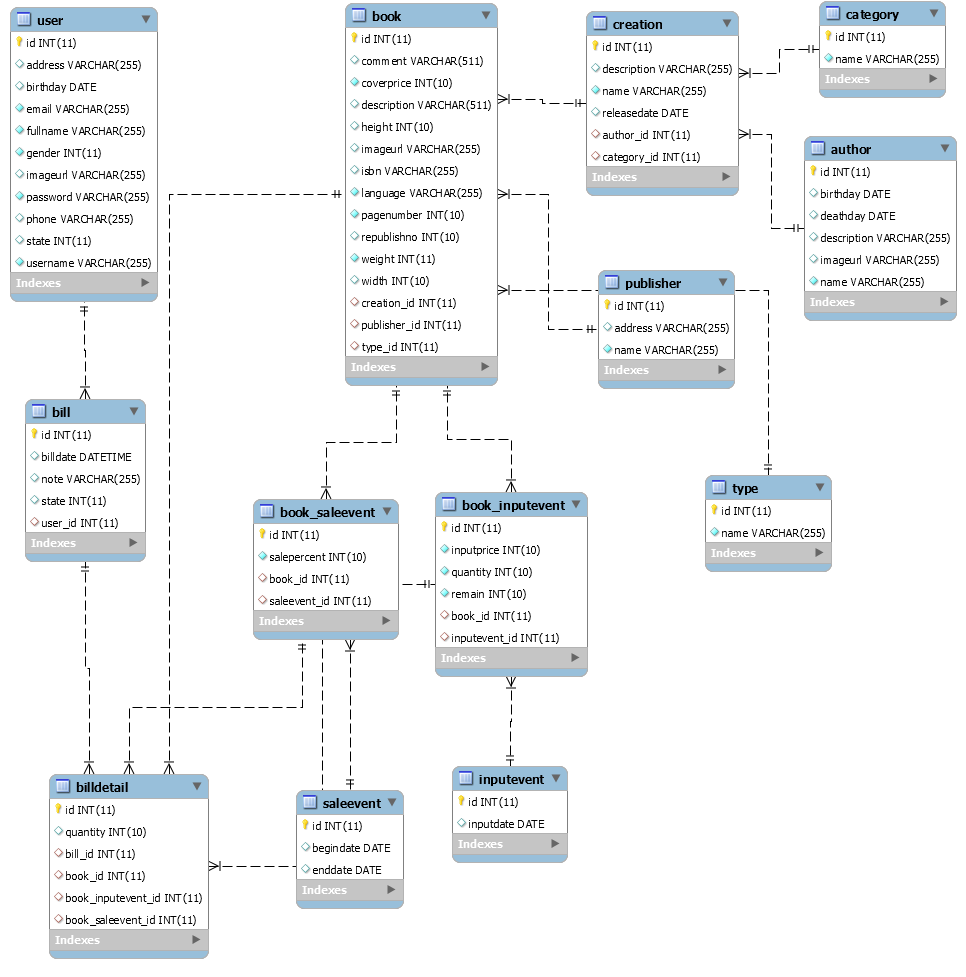 user
id INT(11)
address VARCHAR(255)
birthday DATE
email VARCHAR(255)
fullname VARCHAR(255)
gender INT(11)
imageurl VARCHAR(255)
password VARCHAR(255)
phone VARCHAR(255)
state INT(11)
username VARCHAR(255)
Indexes
book
id INT(11)
comment VARCHAR(511)
coverprice INT(10)
description VARCHAR(511)
height INT(10)
imageurl VARCHAR(255)
isbn VARCHAR(255)
language VARCHAR(255)
pagenumber INT(10)
republishno INT(10)
weight INT(11)
width INT(10)
creation_id INT(11)
publisher_id INT(11)
type_id INT(11)
Indexes
creation
id INT(11)
description VARCHAR(255)
name VARCHAR(255)
releasedate DATE
author_id INT(11)
category_id INT(11)
Indexes
category
id INT(11)
name VARCHAR(255)
Indexes
author
id INT(11)
birthday DATE
deathday DATE
description VARCHAR(255)
imageurl VARCHAR(255)
name VARCHAR(255)
Indexes
publisher
id INT(11)
address VARCHAR(255)
name VARCHAR(255)
Indexes
bill
id INT(11)
billdate DATETIME
note VARCHAR(255)
state INT(11)
user_id INT(11)
Indexes
book_saleevent
id INT(11)
salepercent INT(10)
book_id INT(11)
saleevent_id INT(11)
Indexes
book_inputevent
id INT(11)
inputprice INT(10)
quantity INT(10)
remain INT(10)
book_id INT(11)
inputevent_id INT(11)
Indexes
type
id INT(11)
name VARCHAR(255)
Indexes
billdetail
id INT(11)
quantity INT(10)
bill_id INT(11)
book_id INT(11)
book_inputevent_id INT(11)
book_saleevent_id INT(11)
Indexes
saleevent
id INT(11)
begindate DATE
enddate DATE
Indexes
inputevent
id INT(11)
inputdate DATE
Indexes